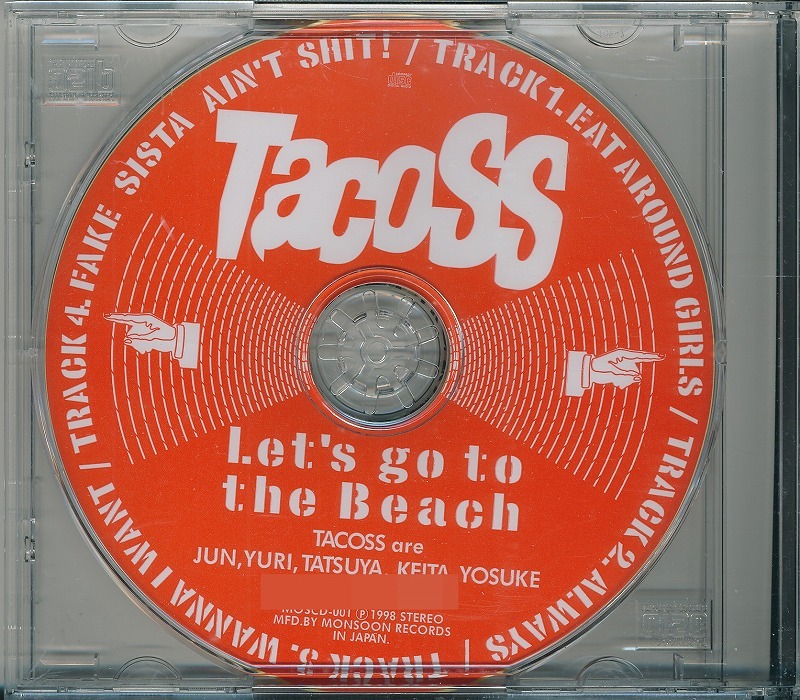 TRACK 1. EAT AROUND GIRLS / TRACK 2. ALWAYS / TRACK 3. WANNA I WANT / TRACK 4. FAKE SISTA AIN'T SHIT! /
TacoSS
Let's go to
the Beach
TACOSS are
JUN, YURI, TATSUYA, KEITA, YOSUKE
MOSCD-001 Ⓟ 1998 STEREO
MFD. BY MONSOON RECORDS
IN JAPAN.